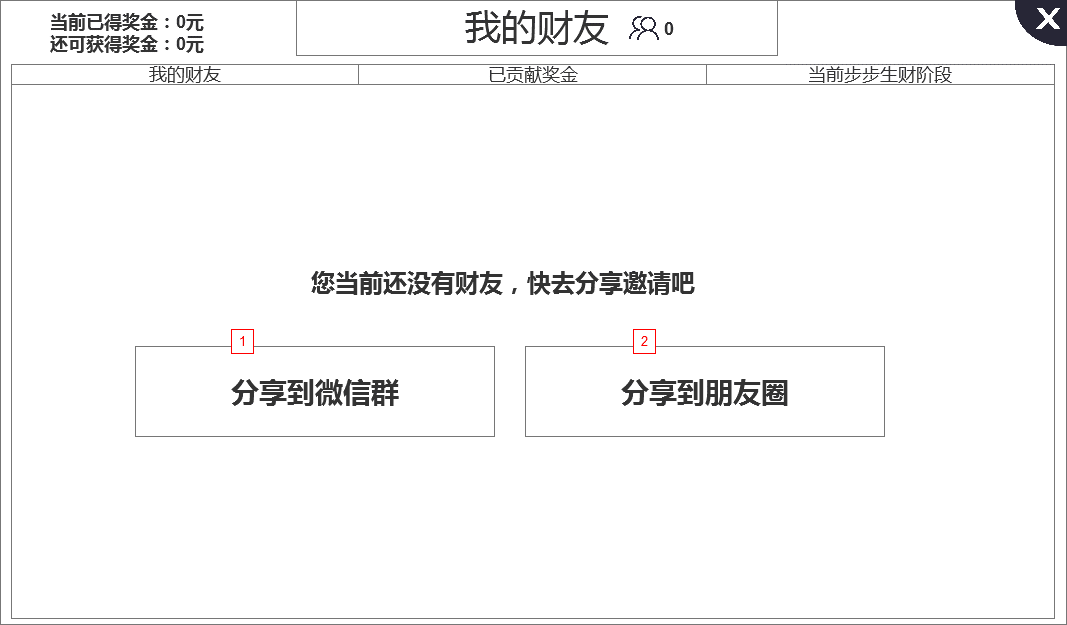 当前已得奖金：0元
还可获得奖金：0元
我的财友 0
X
我的财友 已贡献奖金 当前步步生财阶段
您当前还没有财友，快去分享邀请吧
1 2
分享到微信群 分享到朋友圈